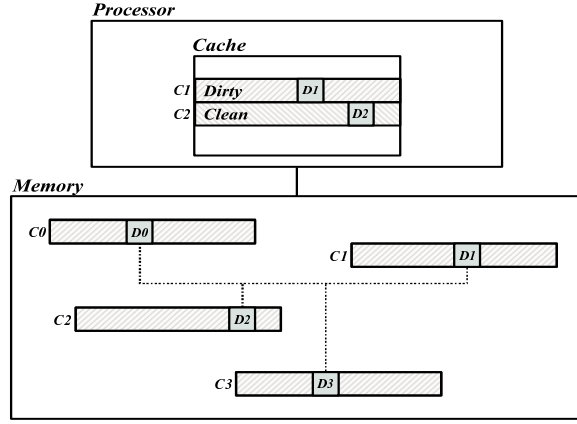 Processor
Cache
C1 Dirty D1
C2 Clean D2
Memory
C0 D0
C1 D1
C2 D2
C3 D3